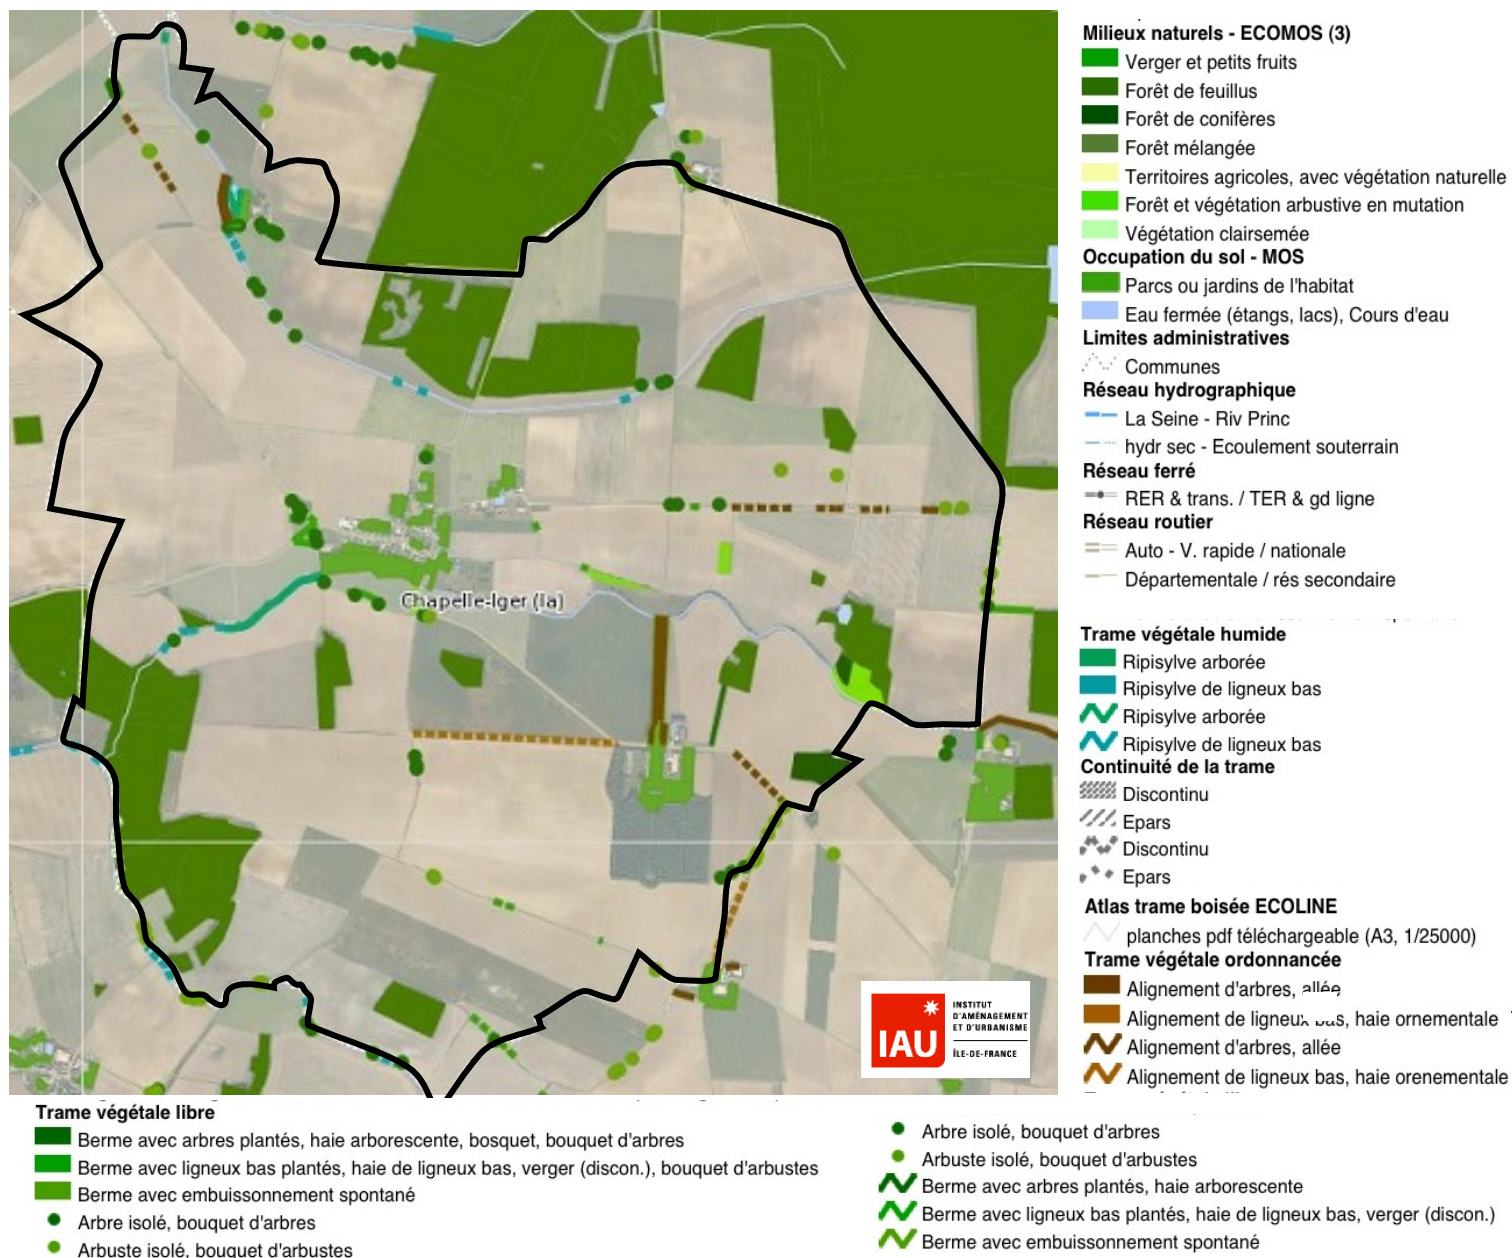 Chapelle-Iger (la)
IAU
INSTITUT
D'AMÉNAGEMENT
ET D'URBANISME
ÎLE-DE-FRANCE
Milieux naturels - ECOMOS (3)
Verger et petits fruits
Forêt de feuillus
Forêt de conifères
Forêt mélangée
Territoires agricoles, avec végétation naturelle
Forêt et végétation arbustive en mutation
Végétation clairsemée
Occupation du sol - MOS
Parcs ou jardins de l'habitat
Eau fermée (étangs, lacs), Cours d'eau
Limites administratives
Communes
Réseau hydrographique
La Seine - Riv Princ
hydr sec - Ecoulement souterrain
Réseau ferré
RER & trans. / TER & gd ligne
Réseau routier
Auto - V. rapide / nationale
Départementale / rés secondaire
Trame végétale humide
Ripisylve arborée
Ripisylve de ligneux bas
Ripisylve arborée
Ripisylve de ligneux bas
Continuité de la trame
Discontinu
Epars
Discontinu
Epars
Atlas trame boisée ECOLINE
planches pdf téléchargeable (A3, 1/25000)
Trame végétale ordonnancée
Alignement d'arbres, allée
Alignement de ligneux bas, haie ornementale
Alignement d'arbres, allée
Alignement de ligneux bas, haie orenementale
Trame végétale libre
Berme avec arbres plantés, haie arborescente, bosquet, bouquet d'arbres
Berme avec ligneux bas plantés, haie de ligneux bas, verger (discon.), bouquet d'arbustes
Berme avec embuissonnement spontané
Arbre isolé, bouquet d'arbres
Arbuste isolé, bouquet d'arbustes
Arbre isolé, bouquet d'arbres
Arbuste isolé, bouquet d'arbustes
Berme avec arbres plantés, haie arborescente
Berme avec ligneux bas plantés, haie de ligneux bas, verger (discon.)
Berme avec embuissonnement spontané